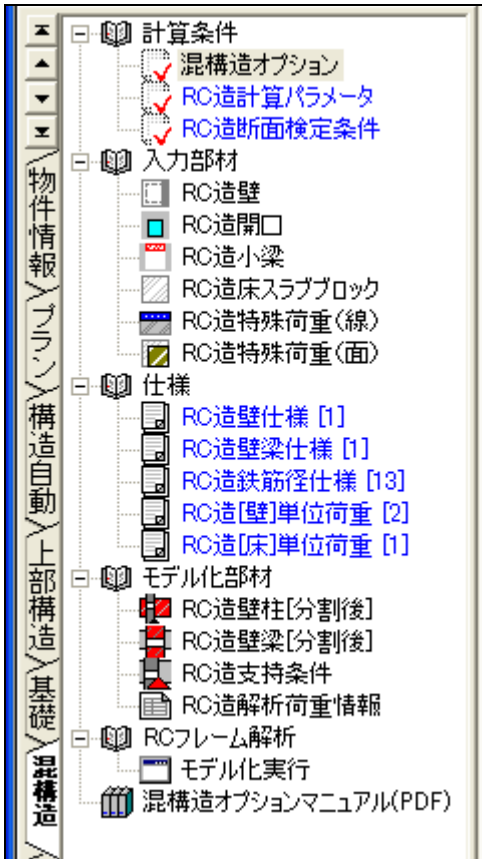 計算条件
混構造オプション
RC造計算パラメータ
RC造断面検定条件
入力部材
RC造壁
RC造開口
RC造小梁
RC造床スラブブロック
RC造特殊荷重(線)
RC造特殊荷重(面)
仕様
RC造壁仕様 [1]
RC造壁梁仕様 [1]
RC造鉄筋径仕様 [13]
RC造[壁]単位荷重 [2]
RC造[床]単位荷重 [1]
モデル化部材
RC造壁柱[分割後]
RC造壁梁[分割後]
RC造支持条件
RC造解析荷重情報
RCフレーム解析
モデル化実行
混構造オプションマニュアル(PDF)
物件情報
プラン
構造自動
上部構造
基礎
混構造